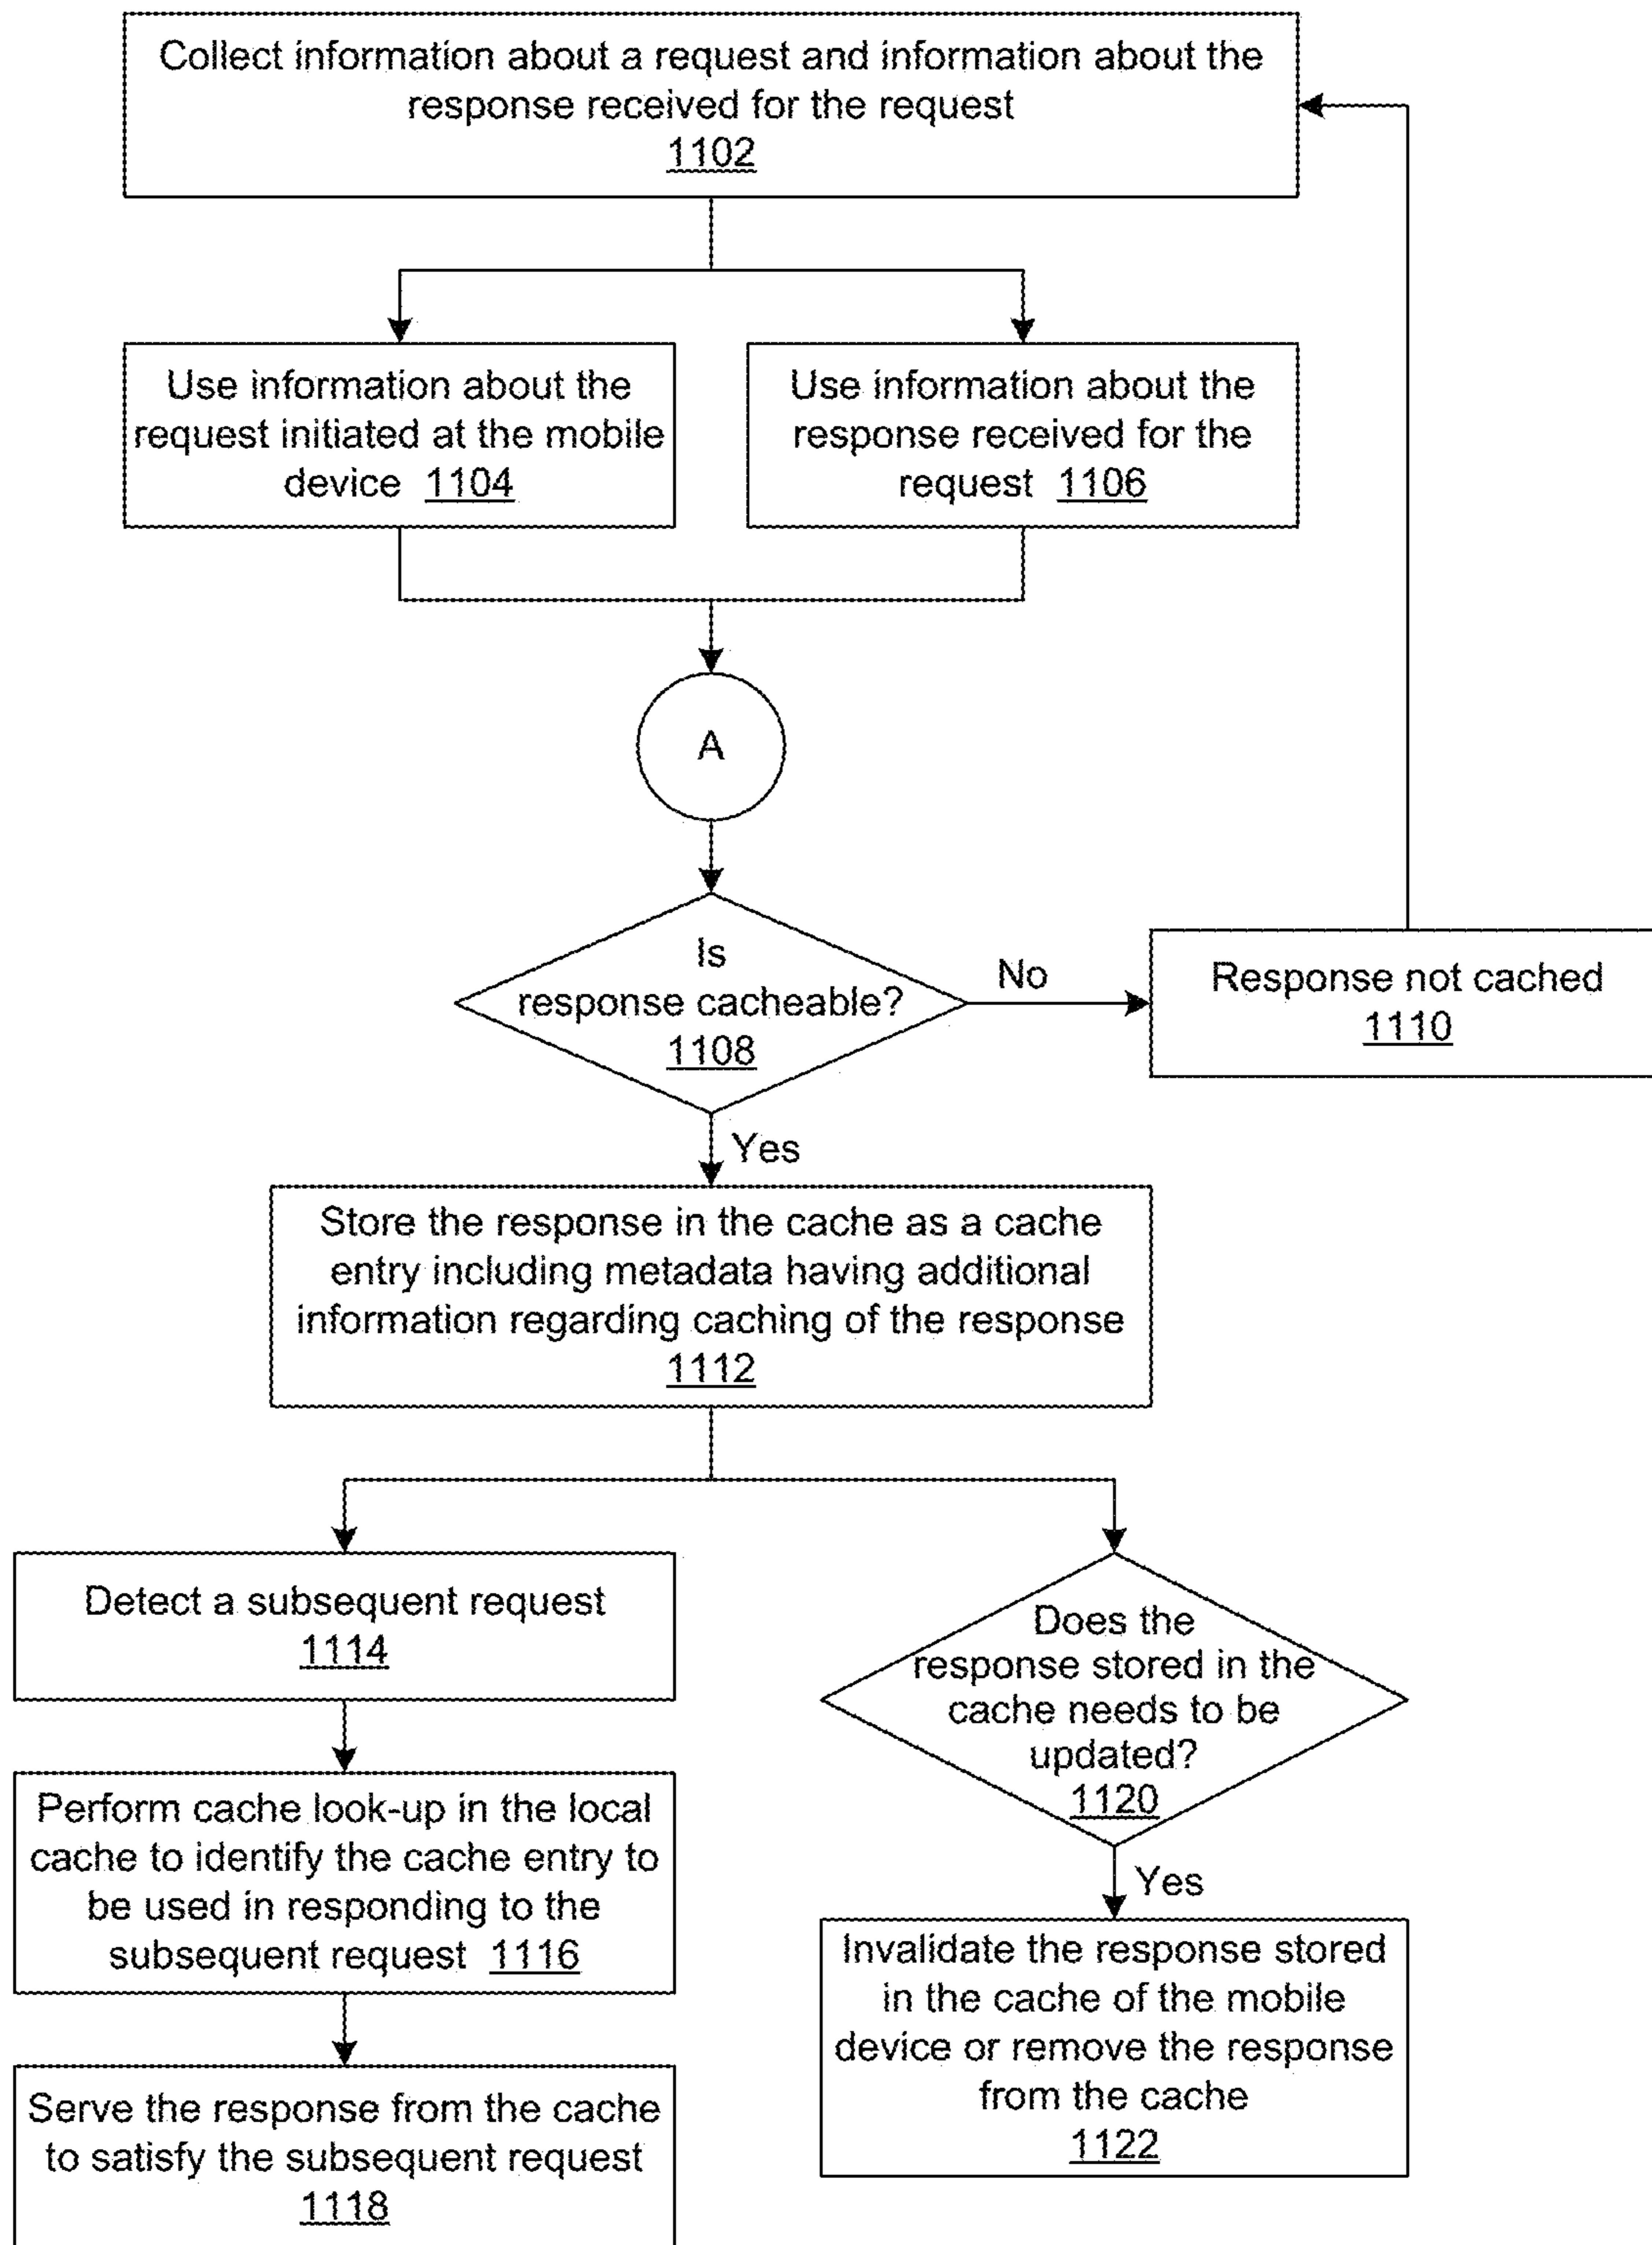 Collect information about a request and information about the
response received for the request
1102
Use information about the
request initiated at the mobile
device 1104
Use information about the
response received for the
request 1106
A
Is
response cacheable?
1108
No
Response not cached
1110
Yes
Store the response in the cache as a cache
entry including metadata having additional
information regarding caching of the response
1112
Detect a subsequent request
1114
Perform cache look-up in the local
cache to identify the cache entry to
be used in responding to the
subsequent request 1116
Serve the response from the cache
to satisfy the subsequent request
1118
Does the
response stored in the
cache needs to be
updated?
1120
Yes
Invalidate the response stored
in the cache of the mobile
device or remove the response
from the cache
1122